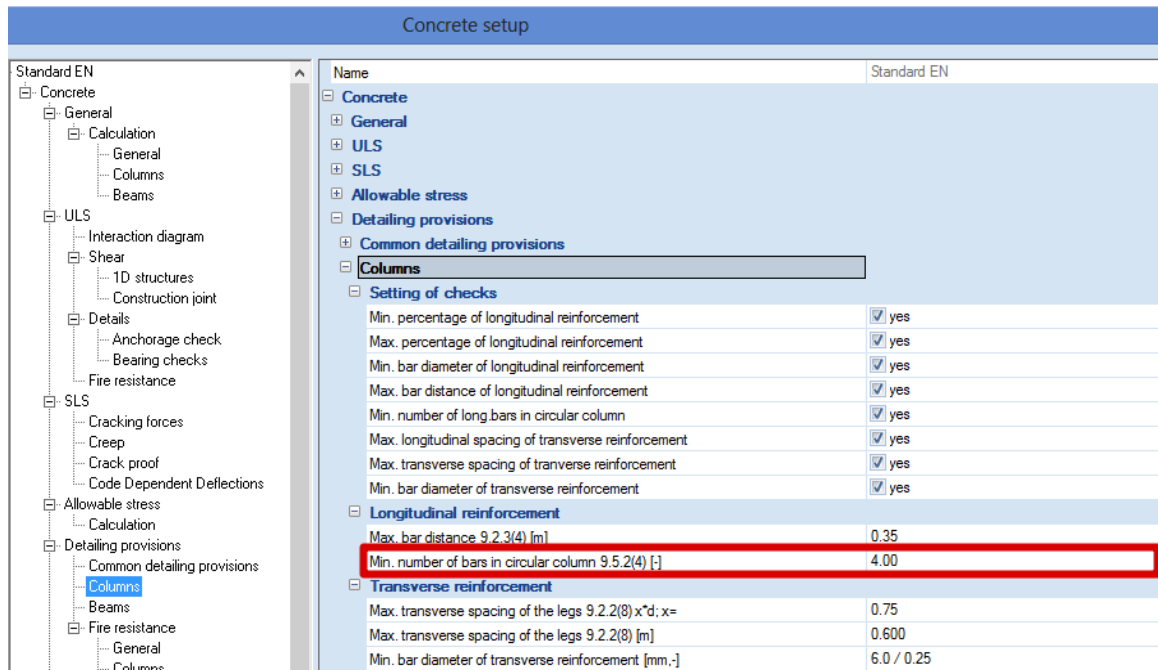 Concrete setup
Standard EN
Concrete
General
Calculation
General
Columns
Beams
ULS
Interaction diagram
Shear
1D structures
Construction joint
Details
Anchorage check
Bearing checks
Fire resistance
SLS
Cracking forces
Creep
Crack proof
Code Dependent Deflections
Allowable stress
Calculation
Detailing provisions
Common detailing provisions
Columns
Beams
Fire resistance
General
Columns
Name Standard EN
Concrete
General
ULS
SLS
Allowable stress
Detailing provisions
Common detailing provisions
Columns
Setting of checks
Min. percentage of longitudinal reinforcement yes
Max. percentage of longitudinal reinforcement yes
Min. bar diameter of longitudinal reinforcement yes
Max. bar distance of longitudinal reinforcement yes
Min. number of long.bars in circular column yes
Max. longitudinal spacing of transverse reinforcement yes
Max. transverse spacing of tranverse reinforcement yes
Min. bar diameter of transverse reinforcement yes
Longitudinal reinforcement
Max. bar distance 9.2.3(4) [m] 0.35
Min. number of bars in circular column 9.5.2(4) [-] 4.00
Transverse reinforcement
Max. transverse spacing of the legs 9.2.2(8) x*d; x= 0.75
Max. transverse spacing of the legs 9.2.2(8) [m] 0.600
Min. bar diameter of transverse reinforcement [mm,-] 6.0 / 0.25